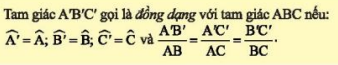 Tam giác A'B'C' gọi là đồng dạng với tam giác ABC nếu:
Â' = Â; B̂' = B̂; Ĉ' = Ĉ và A'B'/AB = A'C'/AC = B'C'/BC.